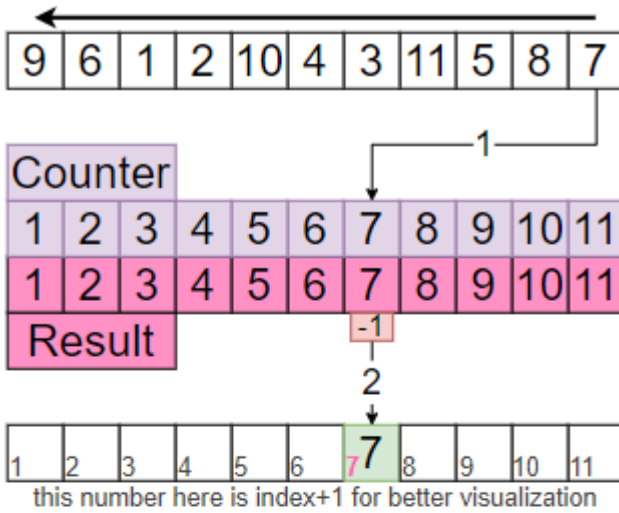 9 6 1 2 10 4 3 11 5 8 7
1
Counter
1 2 3 4 5 6 7 8 9 10 11
1 2 3 4 5 6 7 8 9 10 11
Result
-1
2
1 2 3 4 5 6 7 7 8 9 10 11
this number here is index+1 for better visualization